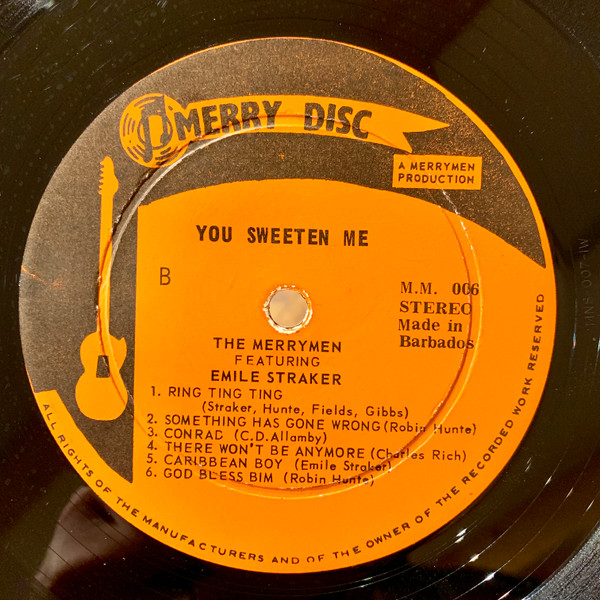 MERRY DISC
A MERRYMEN
PRODUCTION
YOU SWEETEN ME
B
M.M. 006
STEREO
Made in
Barbados
THE MERRYMEN
FEATURING
EMILE STRAKER
1. RING TING TING
(Straker, Hunte, Fields, Gibbs)
2. SOMETHING HAS GONE WRONG (Robin Hunte)
3. CONRAD (C.D.Allamby)
4. THERE WON'T BE ANYMORE (Charles Rich)
5. CARIBBEAN BOY (Emile Straker)
6. GOD BLESS BIM (Robin Hunte)
ALL RIGHTS OF THE MANUFACTURERS AND OF THE OWNER OF THE RECORDED WORK RESERVED